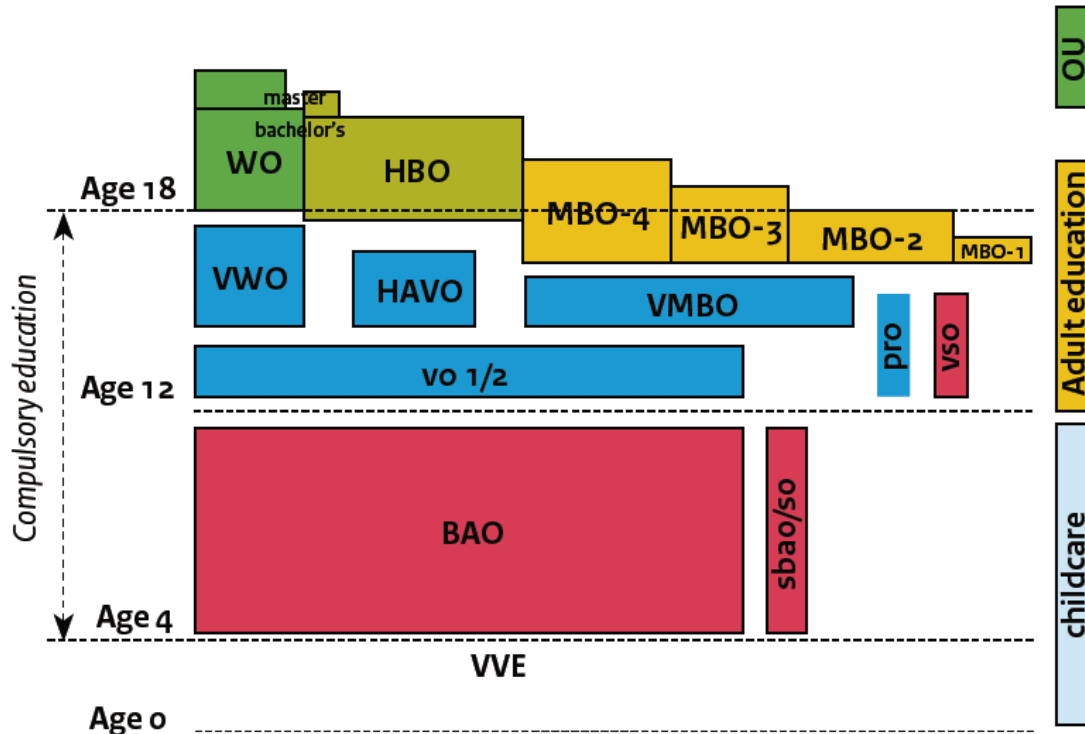 OU
master
bachelor's
WO
HBO
Age 18
MBO-4
MBO-3
MBO-2
MBO-1
Adult education
Compulsory education
VWO
HAVO
VMBO
pro
vso
vo 1/2
Age 12
BAO
sbao/so
childcare
Age 4
VVE
Age 0